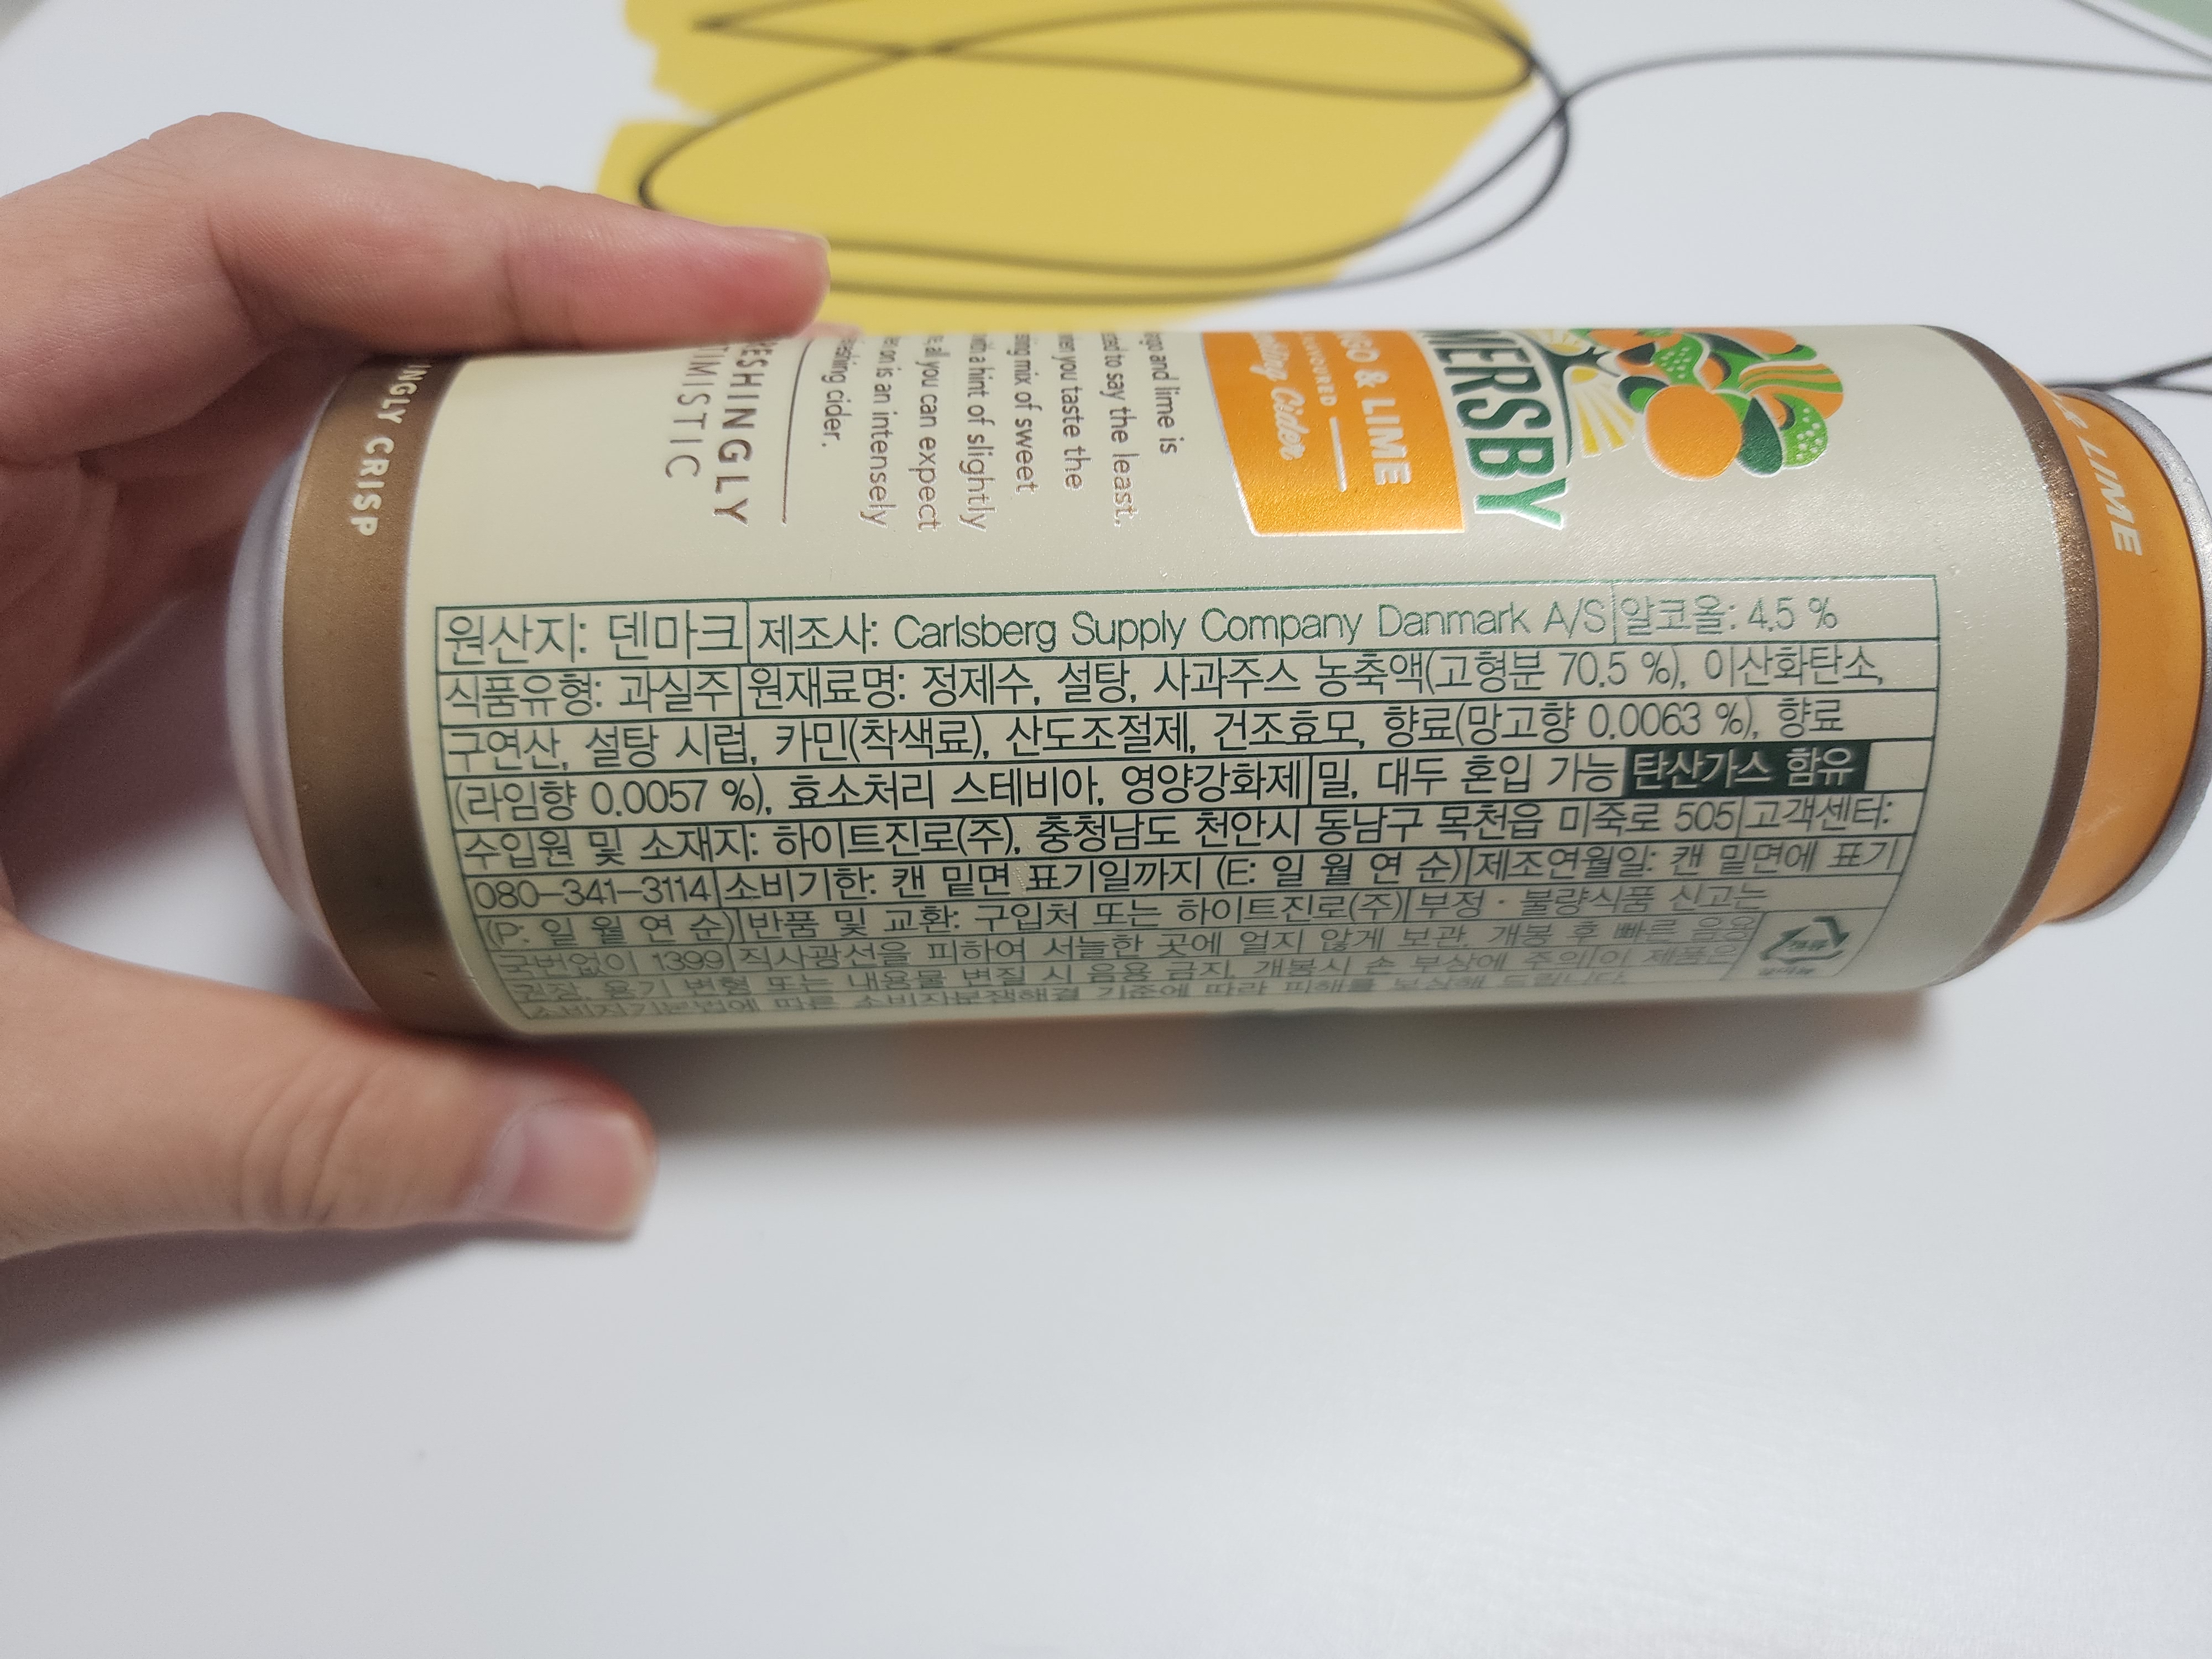 원산지: 덴마크 제조사: Carlsberg Supply Company Danmark A/S 알코올: 4.5 %
식품유형: 과실주 원재료명: 정제수, 설탕, 사과주스 농축액(고형분 70.5 %), 이산화탄소,
구연산, 설탕 시럽, 카민(착색료), 산도조절제, 건조효모, 향료(망고향 0.0063 %), 향료
(라임향 0.0057 %), 효소처리 스테비아, 영양강화제 밀, 대두 혼입 가능 탄산가스 함유
수입원 및 소재지: 하이트진로(주), 충청남도 천안시 동남구 목천읍 미죽로 505 고객센터:
080-341-3114 소비기한: 캔 밑면 표기일까지 (E: 일 월 연 순) 제조연월일: 캔 밑면에 표기
(P: 일 월 연 순) 반품 및 교환: 구입처 또는 하이트진로(주) 부정 · 불량식품 신고는
국번없이 1399 직사광선을 피하여 서늘한 곳에 얼지 않게 보관, 개봉 후 빠른 음용
권장, 용기 변형 또는 내용물 변질 시 음용 금지, 개봉시 손 부상에 주의 이 제품은
소비자기본법에 따른 소비자분쟁해결 기준에 따라 피해를 보상해 드립니다.
& LIME
MERSBY
GO & LIME
FLAVOURED
Cider
and lime is
to say the least.
you taste the
mix of sweet
with a hint of slightly
all you can expect
is an intensely
cider.
RESHINGLY
TIMISTIC
INGLY CRISP